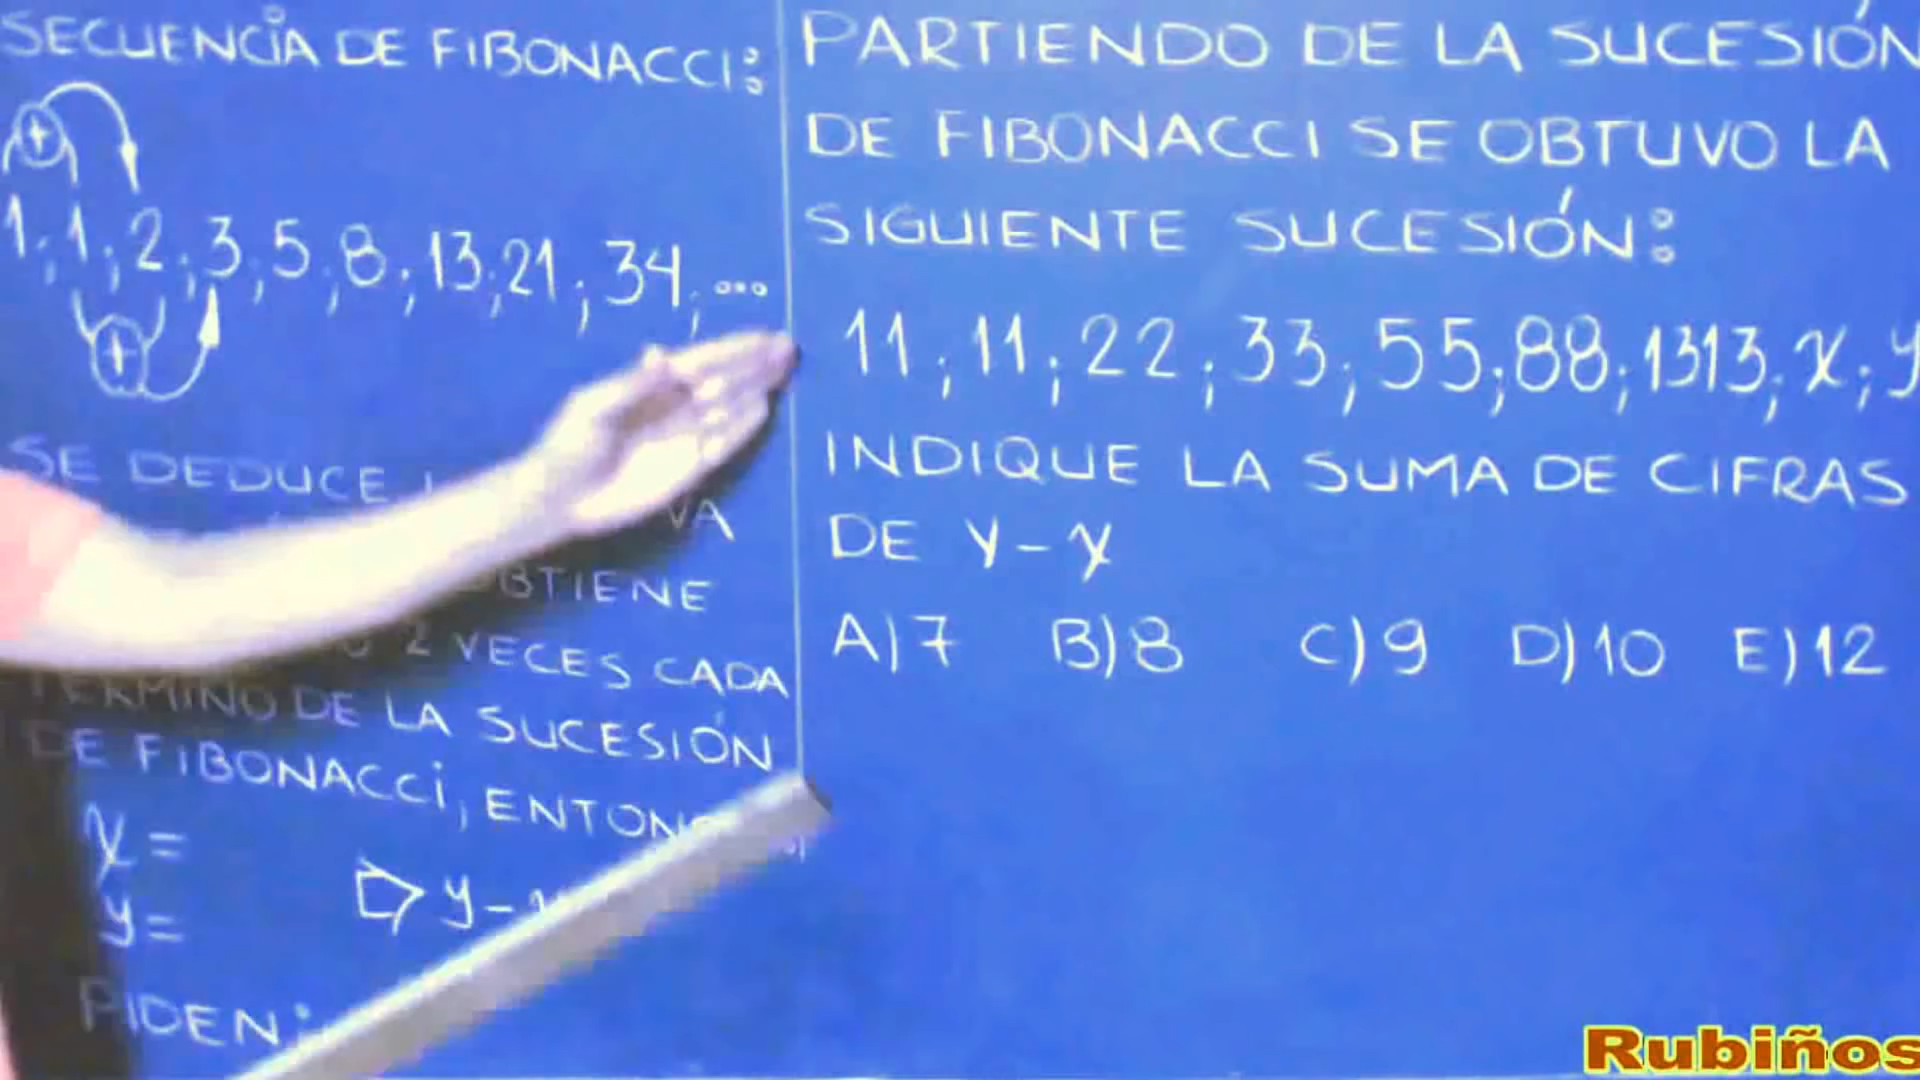 SECUENCIA DE FIBONACCI:
+
1; 1; 2; 3; 5; 8; 13; 21; 34; ...
+
SE DEDUCE
VA
OBTIENE
2 VECES CADA
TÉRMINO DE LA SUCESIÓN
DE FIBONACCI, ENTON
x =
y =
y -
PIDEN:
PARTIENDO DE LA SUCESIÓN
DE FIBONACCI SE OBTUVO LA
SIGUIENTE SUCESIÓN:
11; 11; 22; 33; 55; 88; 1313; x; y
INDIQUE LA SUMA DE CIFRAS
DE y - x
A) 7 B) 8 C) 9 D) 10 E) 12
Rubiños